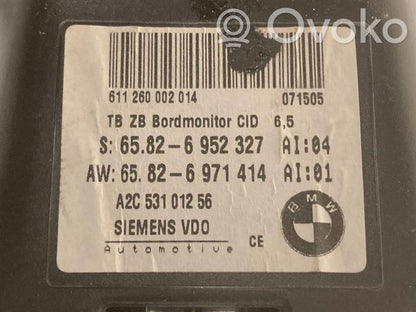 Ovoko
611 260 002 014 071505
TB ZB Bordmonitor CID 6,5
S: 65.82- 6 952 327 AI:04
AW: 65.82- 6 971 414 AI:01
A2C 531 012 56
SIEMENS VDO
Automotive CE
BMW